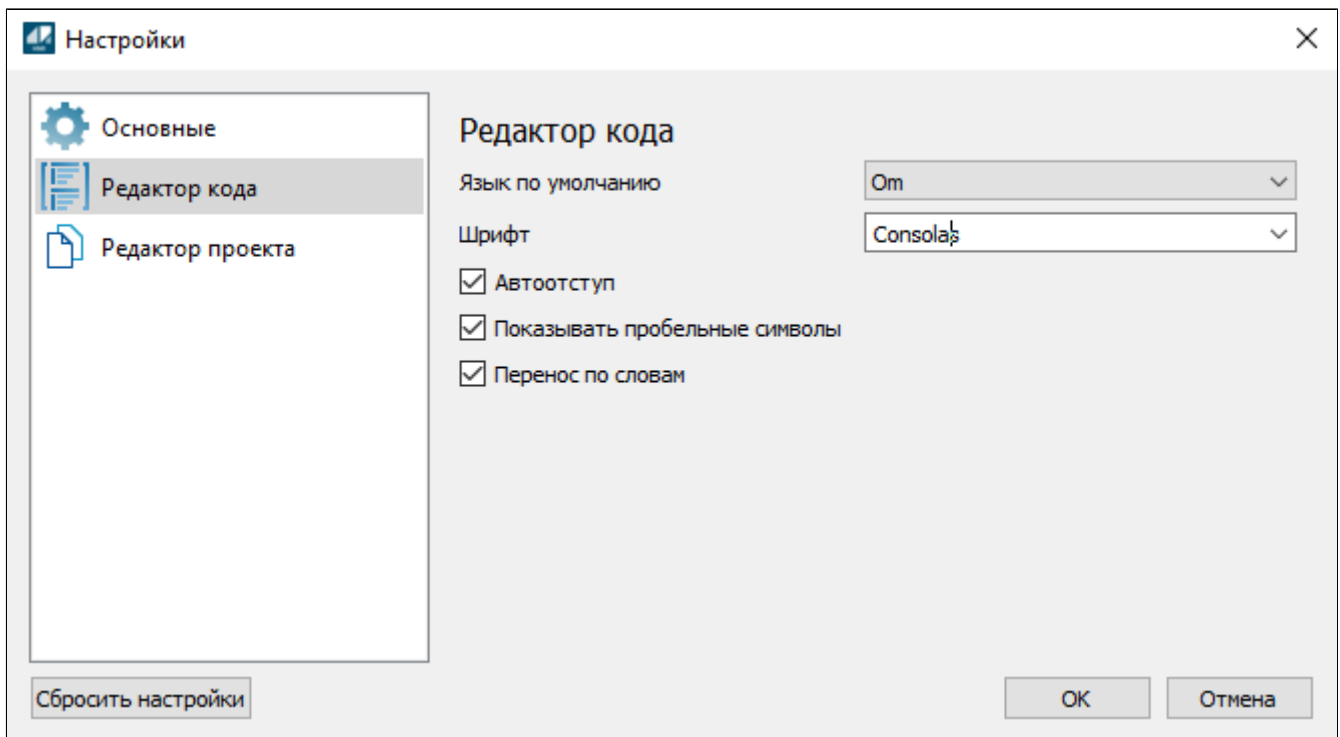 Настройки
Основные
Редактор кода
Редактор проекта
Редактор кода
Язык по умолчанию Om
Шрифт Consolas
Автоотступ
Показывать пробельные символы
Перенос по словам
Сбросить настройки OK Отмена